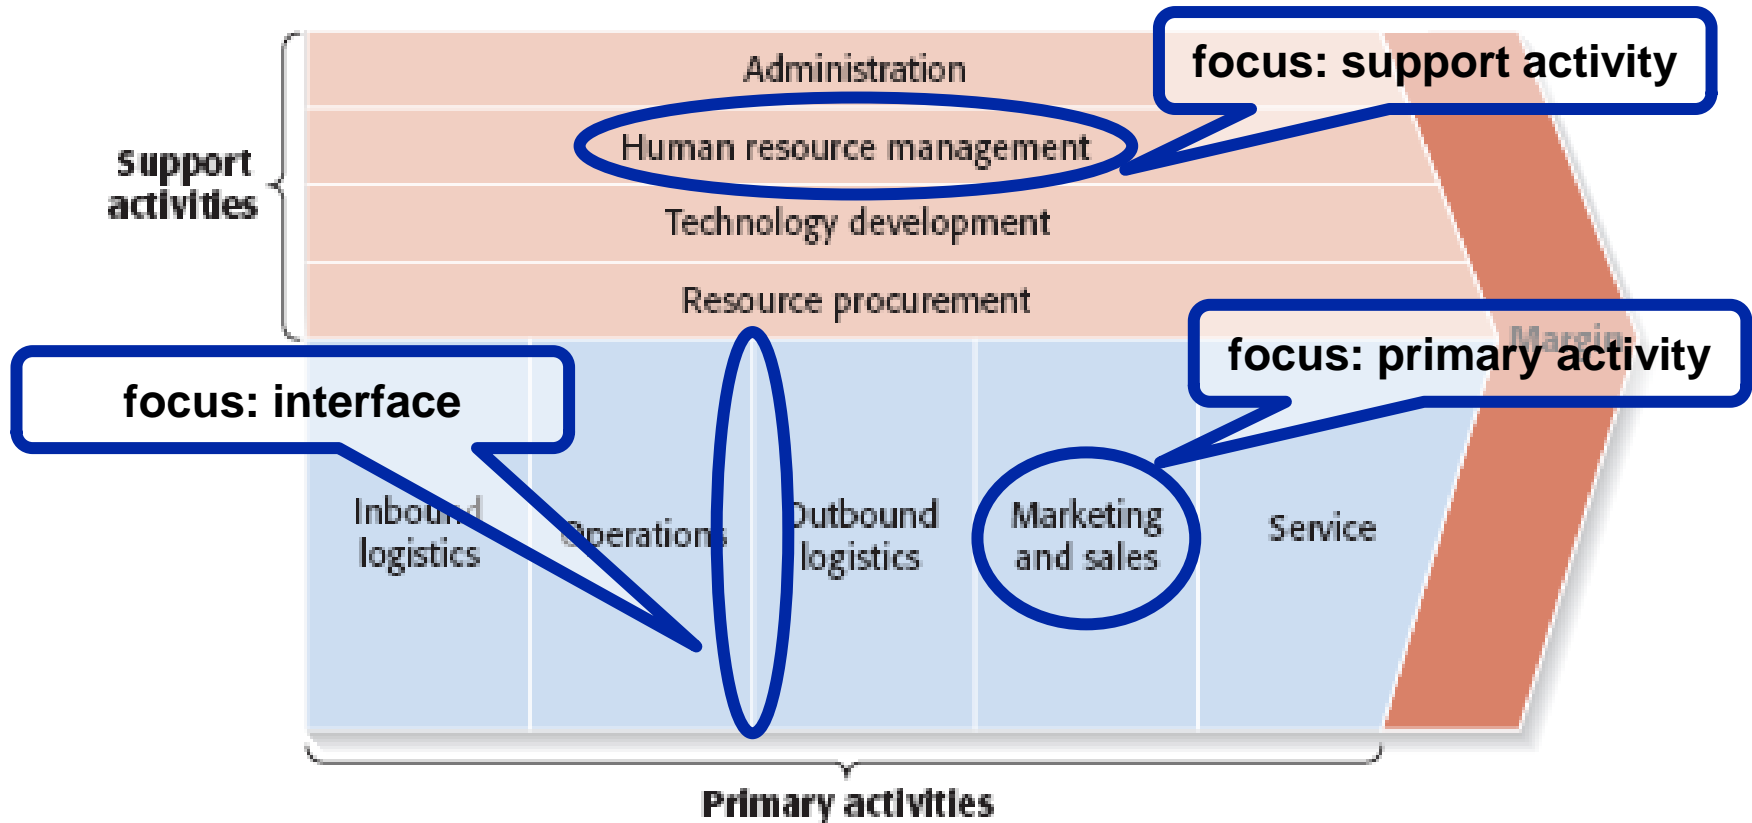 Administration
focus: support activity
Human resource management
Support
activities
Technology development
Resource procurement
Margin
focus: primary activity
focus: interface
Inbound
logistics
Operations
Outbound
logistics
Marketing
and sales
Service
Primary activities